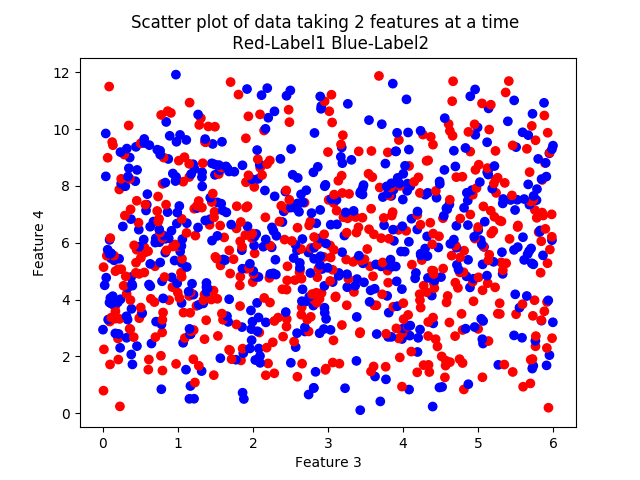 Scatter plot of data taking 2 features at a time
Red-Label1 Blue-Label2
12
10
8
6
4
2
0
Feature 4
0 1 2 3 4 5 6
Feature 3